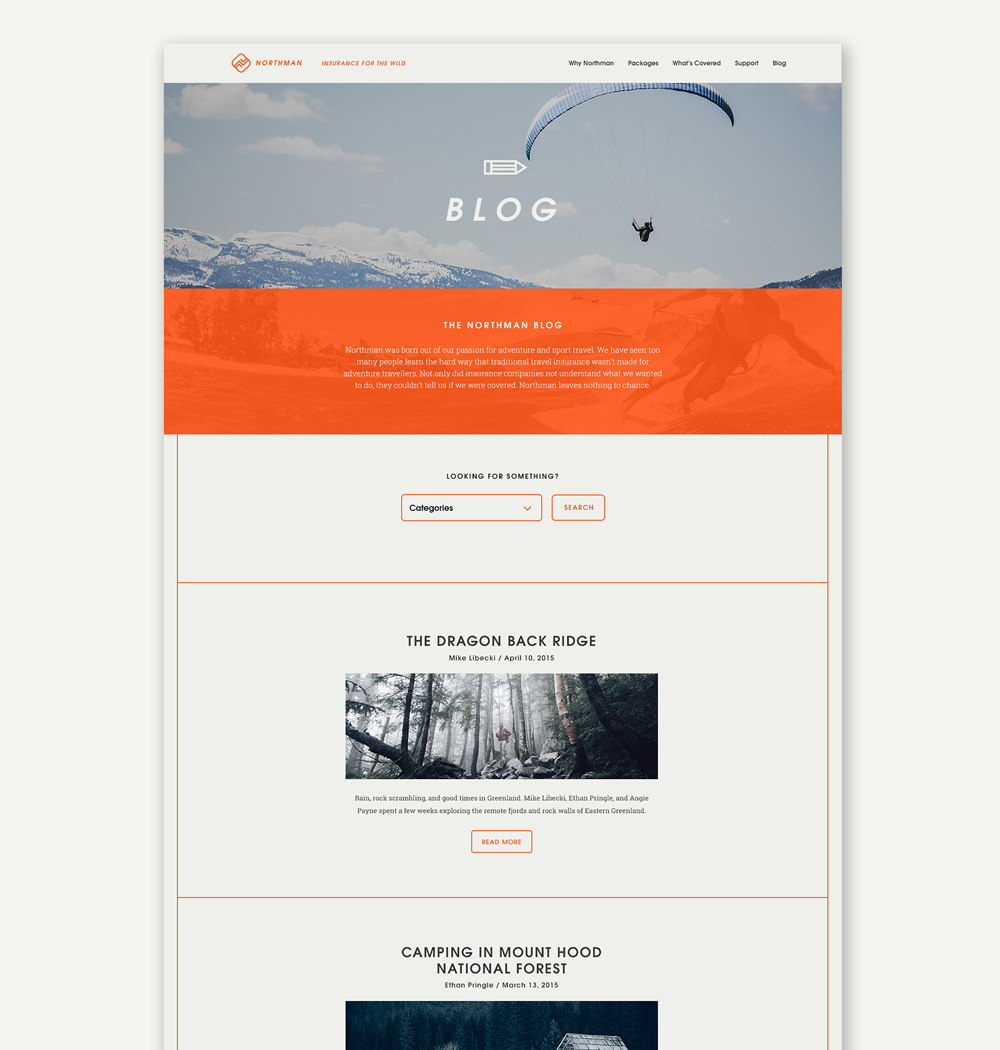 NORTHMAN INSURANCE FOR THE WILD Why Northman Packages What's Covered Support Blog
BLOG
THE NORTHMAN BLOG
Northman was born out of our passion for adventure and sport travel. We have seen too
many people learn the hard way that traditional travel insurance wasn't made for
adventure travellers. Not only did insurance companies not understand what we wanted
to do, they couldn't tell us if we were covered. Northman leaves nothing to chance.
LOOKING FOR SOMETHING?
Categories SEARCH
THE DRAGON BACK RIDGE
Mike Libecki / April 10, 2015
Rain, rock scrambling, and good times in Greenland. Mike Libecki, Ethan Pringle, and Angie
Payne spent a few weeks exploring the remote fjords and rock walls of Eastern Greenland.
READ MORE
CAMPING IN MOUNT HOOD
NATIONAL FOREST
Ethan Pringle / March 13, 2015